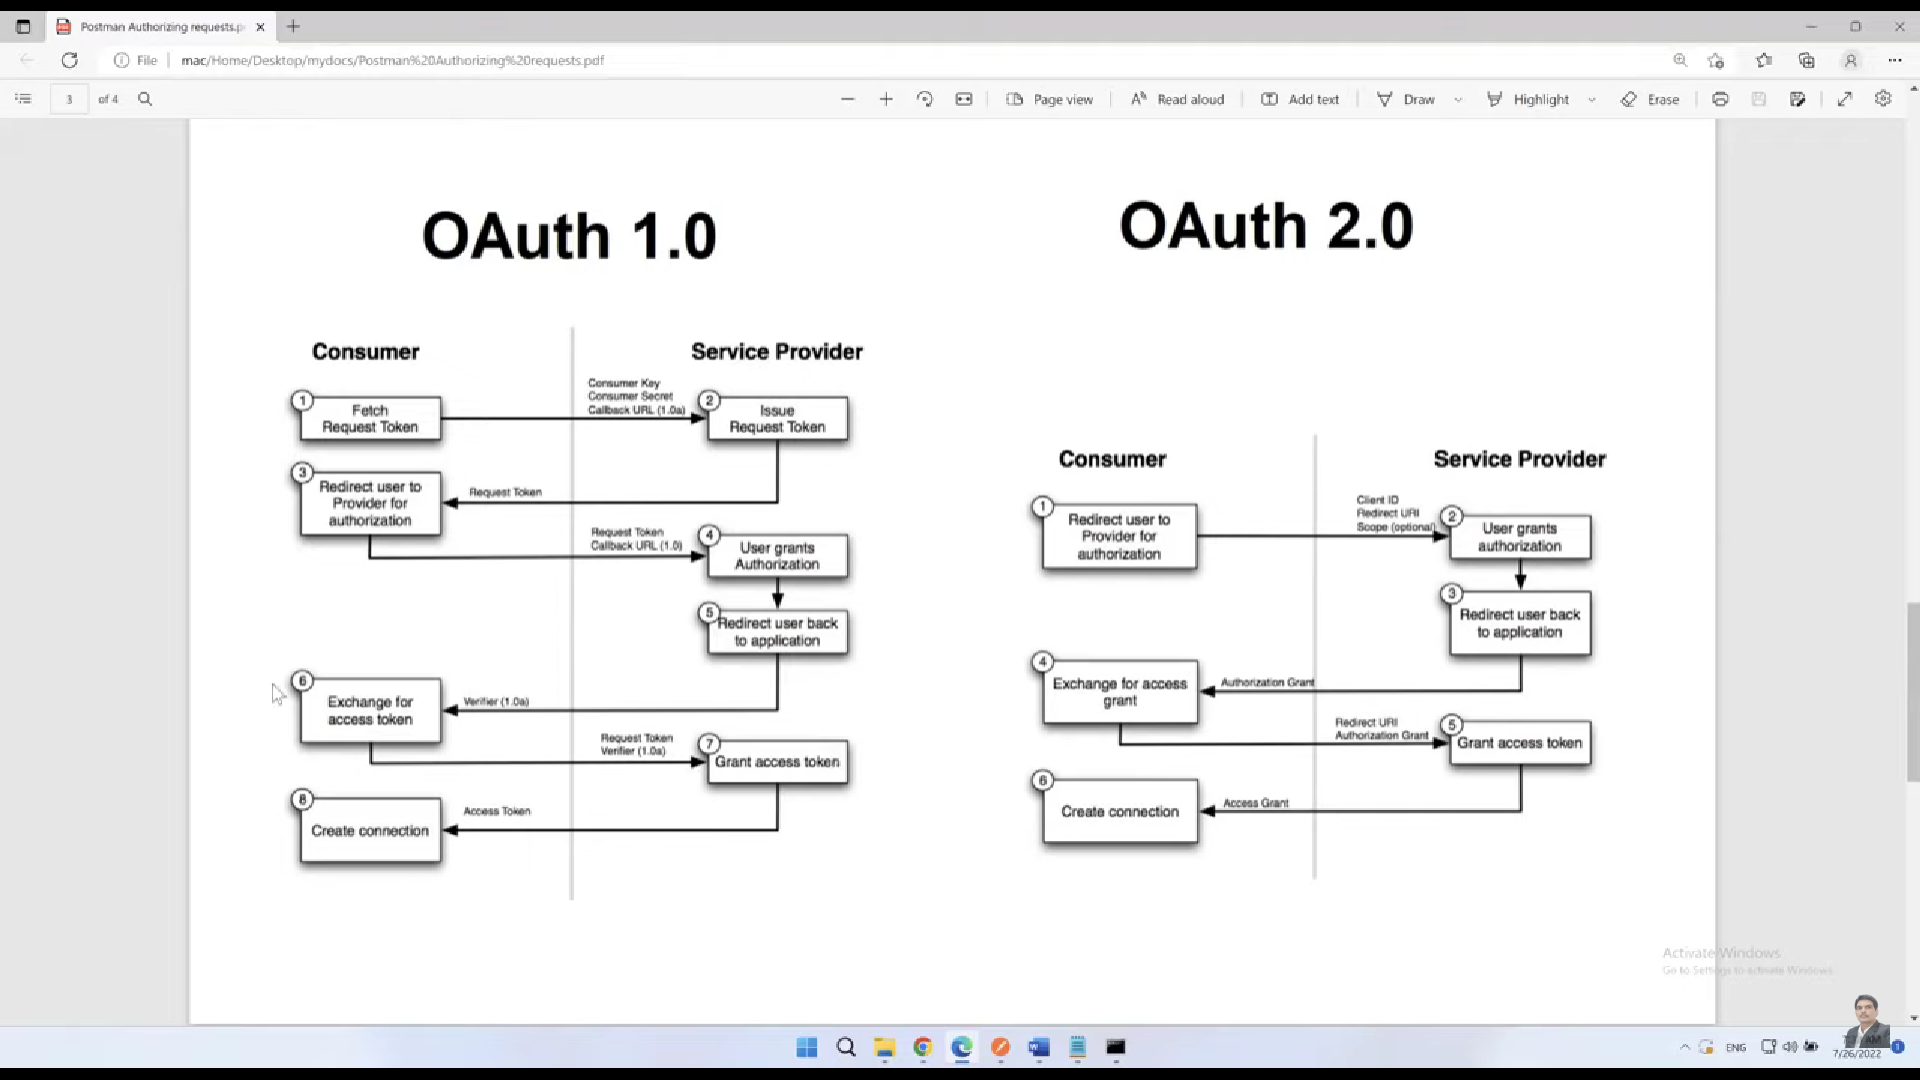 Postman Authorizing requests.p
File
mac/Home/Desktop/mydocs/Postman%20Authorizing%20requests.pdf
3 of 4
Page view
Read aloud
Add text
Draw
Highlight
Erase
OAuth 1.0
Consumer
Service Provider
1
Fetch
Request Token
Consumer Key
Consumer Secret
Callback URL (1.0a)
2
Issue
Request Token
3
Redirect user to
Provider for
authorization
Request Token
Request Token
Callback URL (1.0)
4
User grants
Authorization
5
Redirect user back
to application
6
Exchange for
access token
Verifier (1.0a)
Request Token
Verifier (1.0a)
7
Grant access token
8
Create connection
Access Token
OAuth 2.0
Consumer
Service Provider
1
Redirect user to
Provider for
authorization
Client ID
Redirect URI
Scope (optional)
2
User grants
authorization
3
Redirect user back
to application
4
Exchange for access
grant
Authorization Grant
Redirect URI
Authorization Grant
5
Grant access token
6
Create connection
Access Grant
Activate Windows
Go to Settings to activate Windows.
ENG
7/26/2022
1